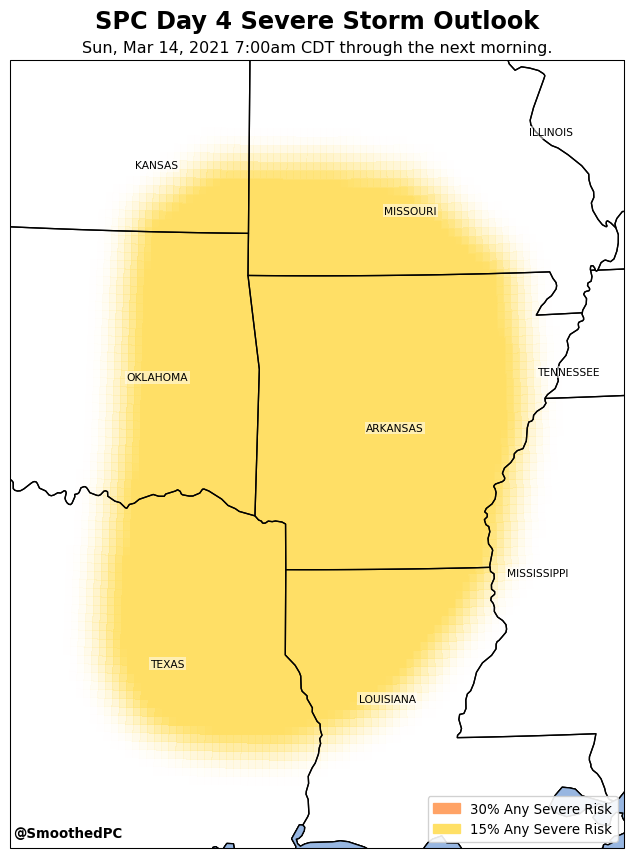 SPC Day 4 Severe Storm Outlook
Sun, Mar 14, 2021 7:00am CDT through the next morning.
ILLINOIS
KANSAS
MISSOURI
TENNESSEE
OKLAHOMA
ARKANSAS
MISSISSIPPI
TEXAS
LOUISIANA
30% Any Severe Risk
15% Any Severe Risk
@SmoothedPC